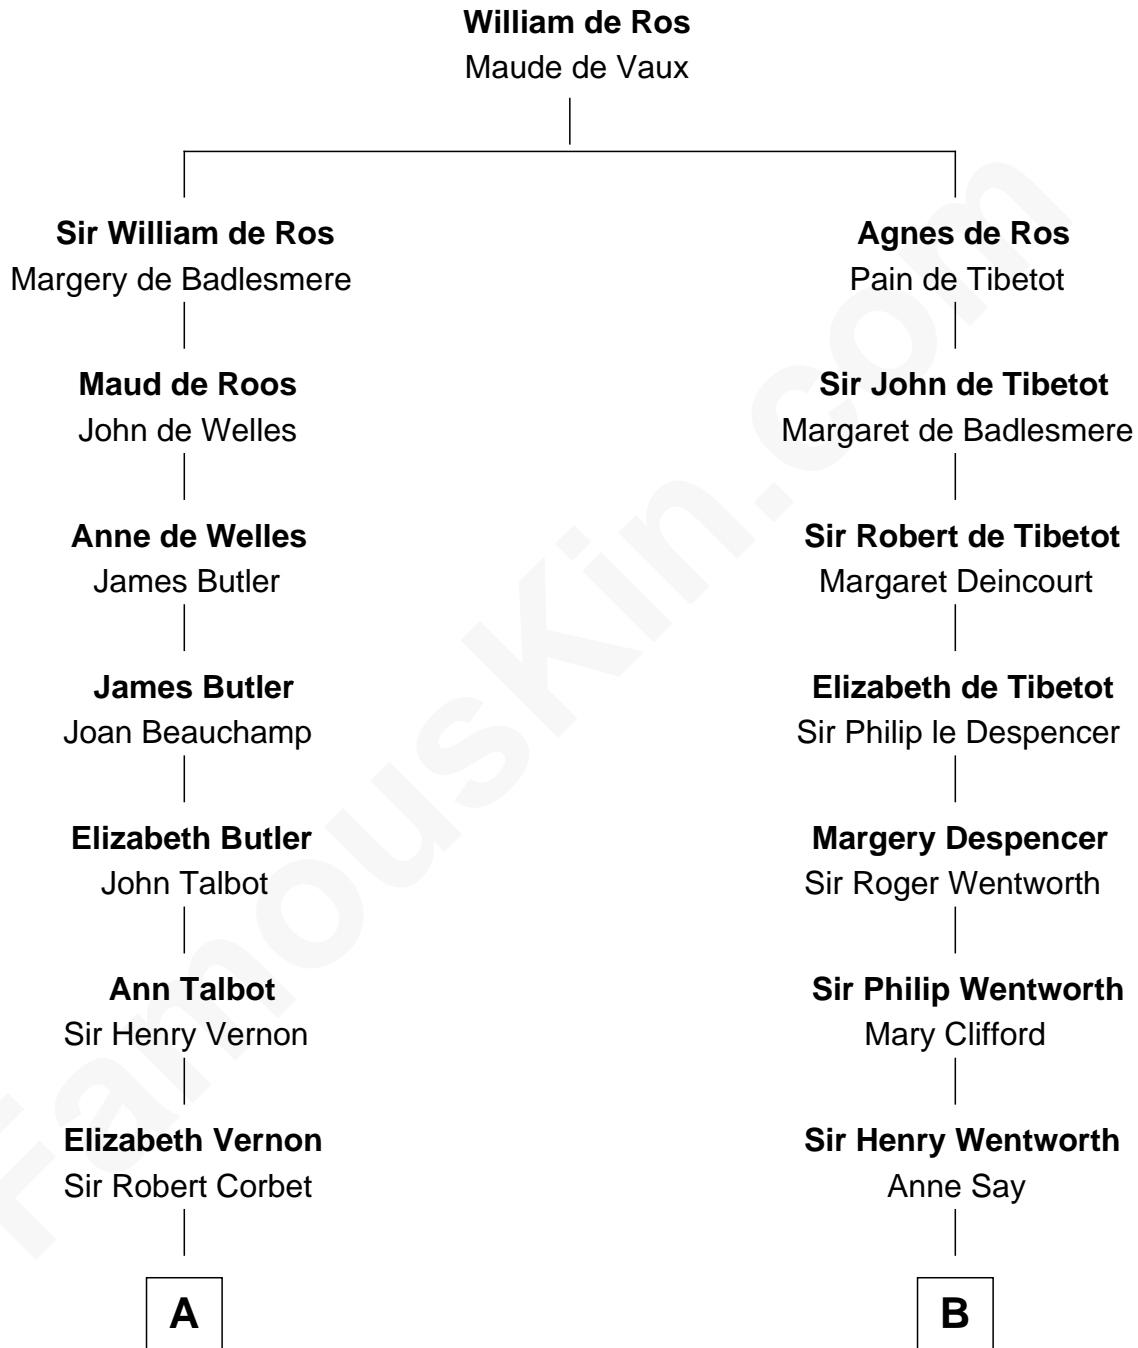 William de Ros
Maude de Vaux
Sir William de Ros
Margery de Badlesmere
Maud de Roos
John de Welles
Anne de Welles
James Butler
James Butler
Joan Beauchamp
Elizabeth Butler
John Talbot
Ann Talbot
Sir Henry Vernon
Elizabeth Vernon
Sir Robert Corbet
A
Agnes de Ros
Pain de Tibetot
Sir John de Tibetot
Margaret de Badlesmere
Sir Robert de Tibetot
Margaret Deincourt
Elizabeth de Tibetot
Sir Philip le Despencer
Margery Despencer
Sir Roger Wentworth
Sir Philip Wentworth
Mary Clifford
Sir Henry Wentworth
Anne Say
B
FamousKin.com